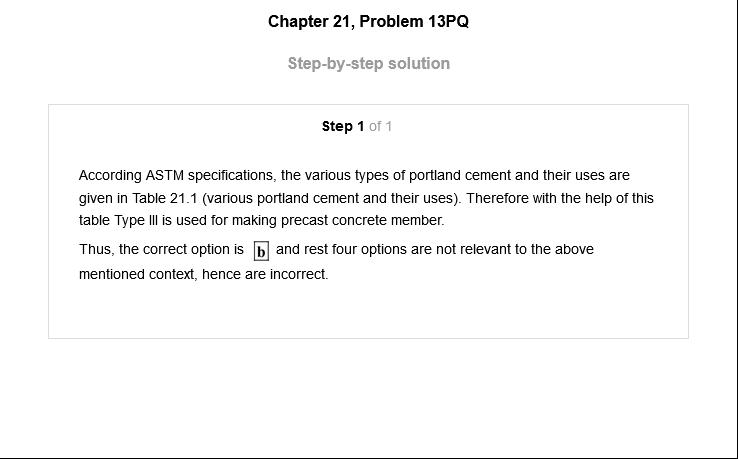 Chapter 21, Problem 13PQ
Step-by-step solution
Step 1 of 1
According ASTM specifications, the various types of portland cement and their uses are
given in Table 21.1 (various portland cement and their uses). Therefore with the help of this
table Type III is used for making precast concrete member.
Thus, the correct option is b and rest four options are not relevant to the above
mentioned context, hence are incorrect.